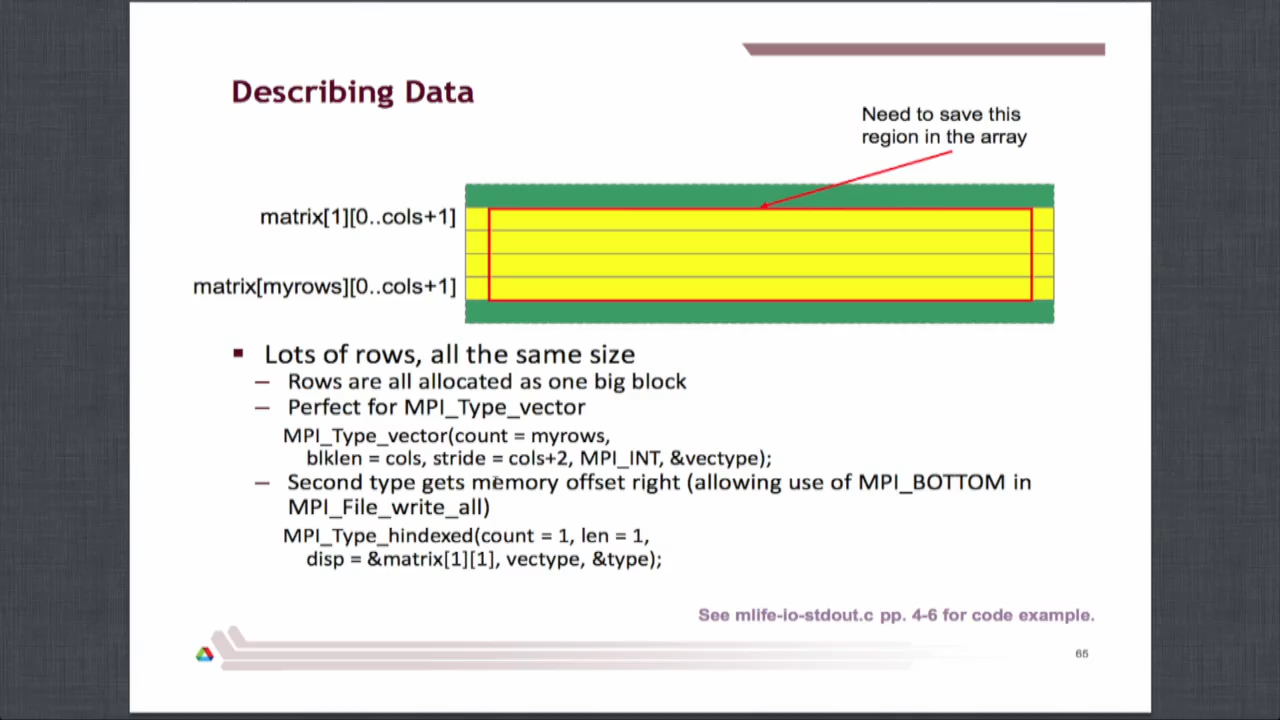 Describing Data
Need to save this
region in the array
matrix[1][0..cols+1]
matrix[myrows][0..cols+1]
Lots of rows, all the same size
– Rows are all allocated as one big block
– Perfect for MPI_Type_vector
MPI_Type_vector(count = myrows,
blklen = cols, stride = cols+2, MPI_INT, &vectype);
– Second type gets memory offset right (allowing use of MPI_BOTTOM in
MPI_File_write_all)
MPI_Type_hindexed(count = 1, len = 1,
disp = &matrix[1][1], vectype, &type);
See mlife-io-stdout.c pp. 4-6 for code example.
65